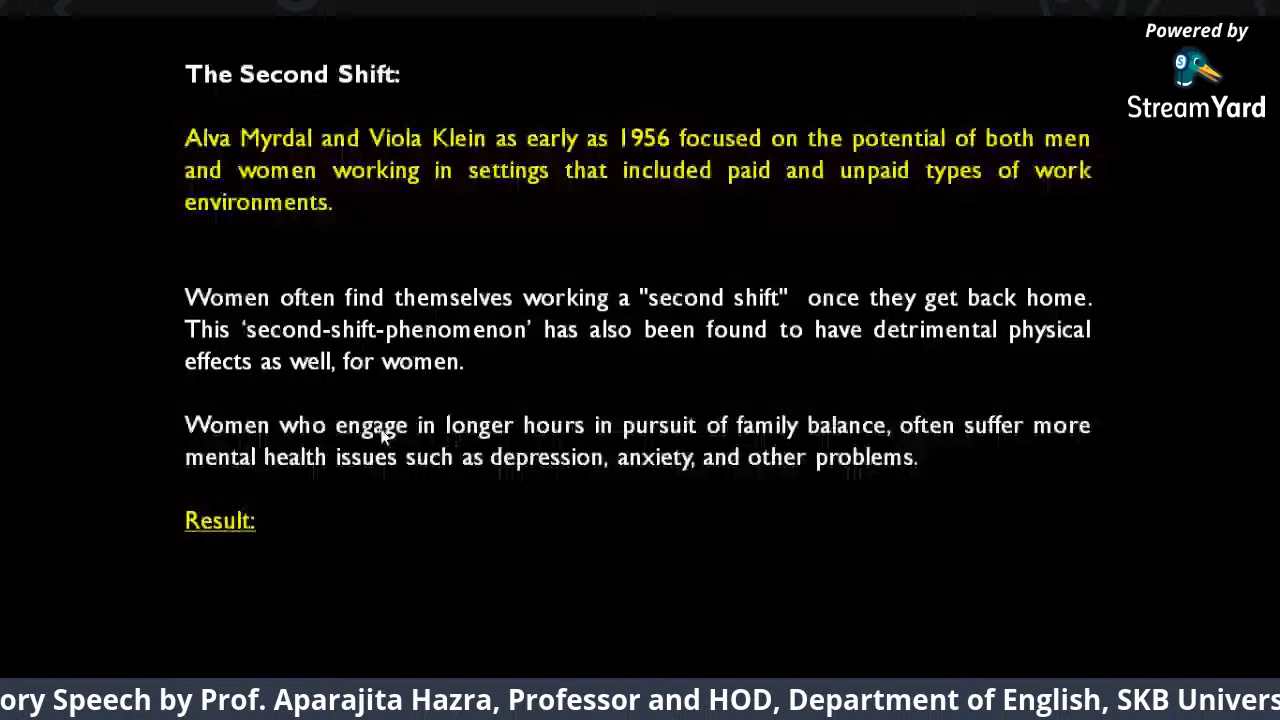 Powered by
StreamYard
The Second Shift:
Alva Myrdal and Viola Klein as early as 1956 focused on the potential of both men
and women working in settings that included paid and unpaid types of work
environments.
Women often find themselves working a "second shift" once they get back home.
This ‘second-shift-phenomenon’ has also been found to have detrimental physical
effects as well, for women.
Women who engage in longer hours in pursuit of family balance, often suffer more
mental health issues such as depression, anxiety, and other problems.
Result:
ory Speech by Prof. Aparajita Hazra, Professor and HOD, Department of English, SKB Univers